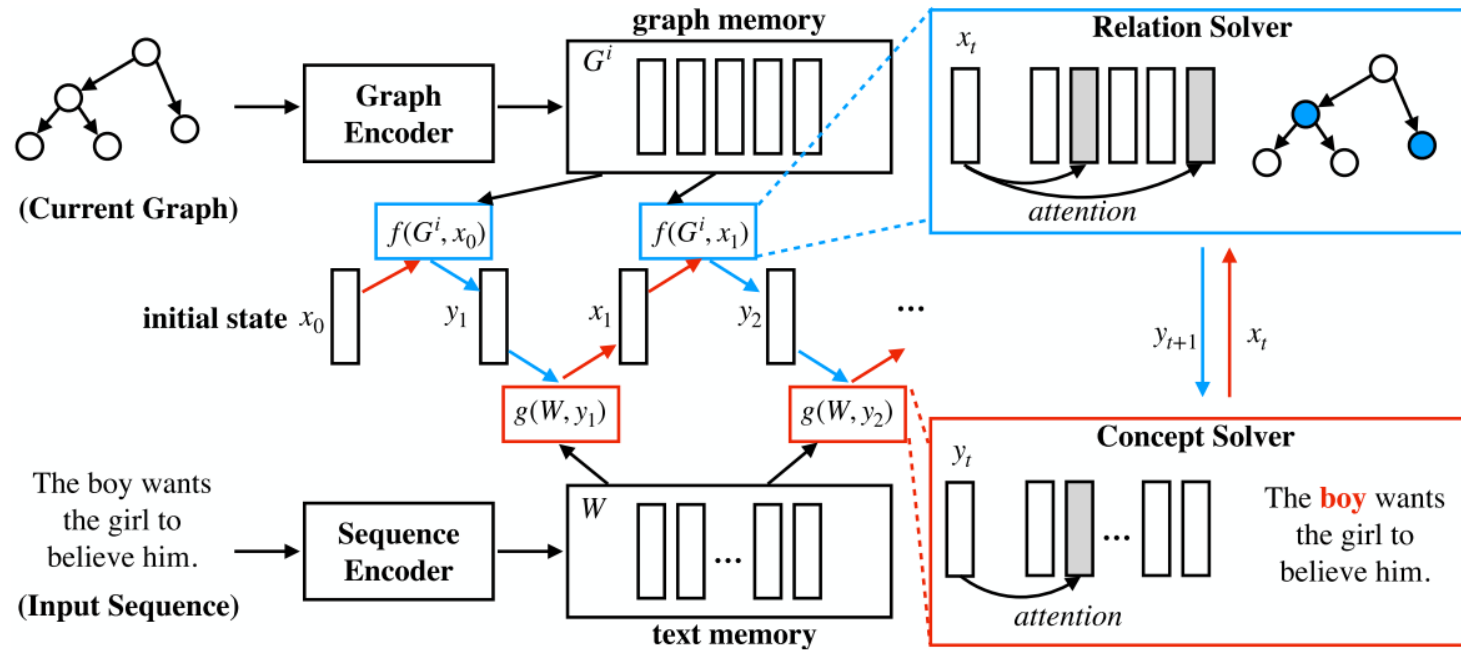 graph memory
G^i
Graph
Encoder
(Current Graph)
f(G^i, x_0)
f(G^i, x_1)
initial state x_0
y_1
x_1
y_2
...
g(W, y_1)
g(W, y_2)
The boy wants
the girl to
believe him.
(Input Sequence)
Sequence
Encoder
W
...
text memory
Relation Solver
x_t
attention
y_{t+1}
x_t
Concept Solver
y_t
...
attention
The boy wants
the girl to
believe him.